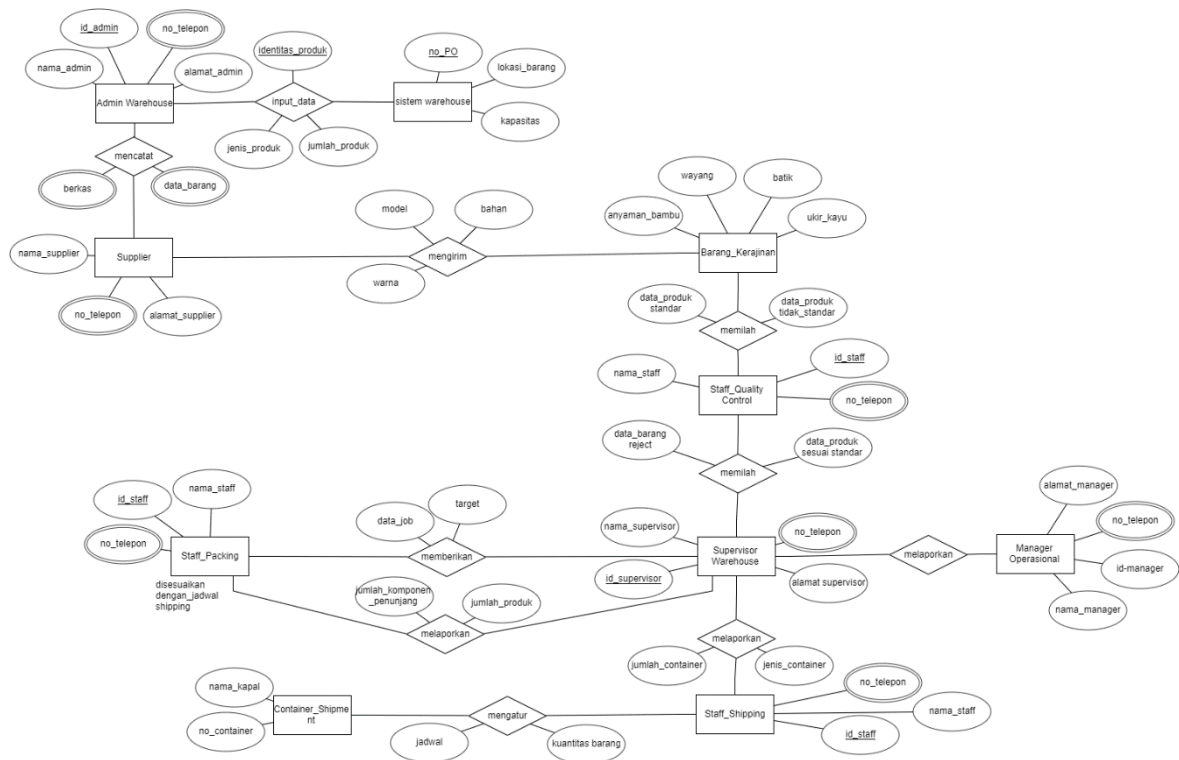 id_admin
no_telepon
nama_admin
alamat_admin
Admin Warehouse
identitas_produk
input_data
jenis_produk
jumlah_produk
no_PO
lokasi_barang
sistem warehouse
kapasitas
mencatat
berkas
data_barang
nama_supplier
Supplier
no_telepon
alamat_supplier
model
bahan
mengirim
warna
wayang
batik
anyaman_bambu
ukir_kayu
Barang_Kerajinan
data_produk
standar
data_produk
tidak_standar
memilah
nama_staff
id_staff
Staff_Quality
Control
no_telepon
data_barang
reject
data_produk
sesuai standar
memilah
id_staff
nama_staff
no_telepon
Staff_Packing
disesuaikan
dengan_jadwal
shipping
data_job
target
memberikan
nama_supervisor
no_telepon
Supervisor
Warehouse
id_supervisor
alamat supervisor
melaporkan
alamat_manager
no_telepon
Manager
Operasional
id-manager
nama_manager
jumlah_komponen
_penunjang
jumlah_produk
melaporkan
melaporkan
jumlah_container
jenis_container
nama_kapal
Container_Shipme
nt
no_container
mengatur
jadwal
kuantitas barang
Staff_Shipping
no_telepon
nama_staff
id_staff